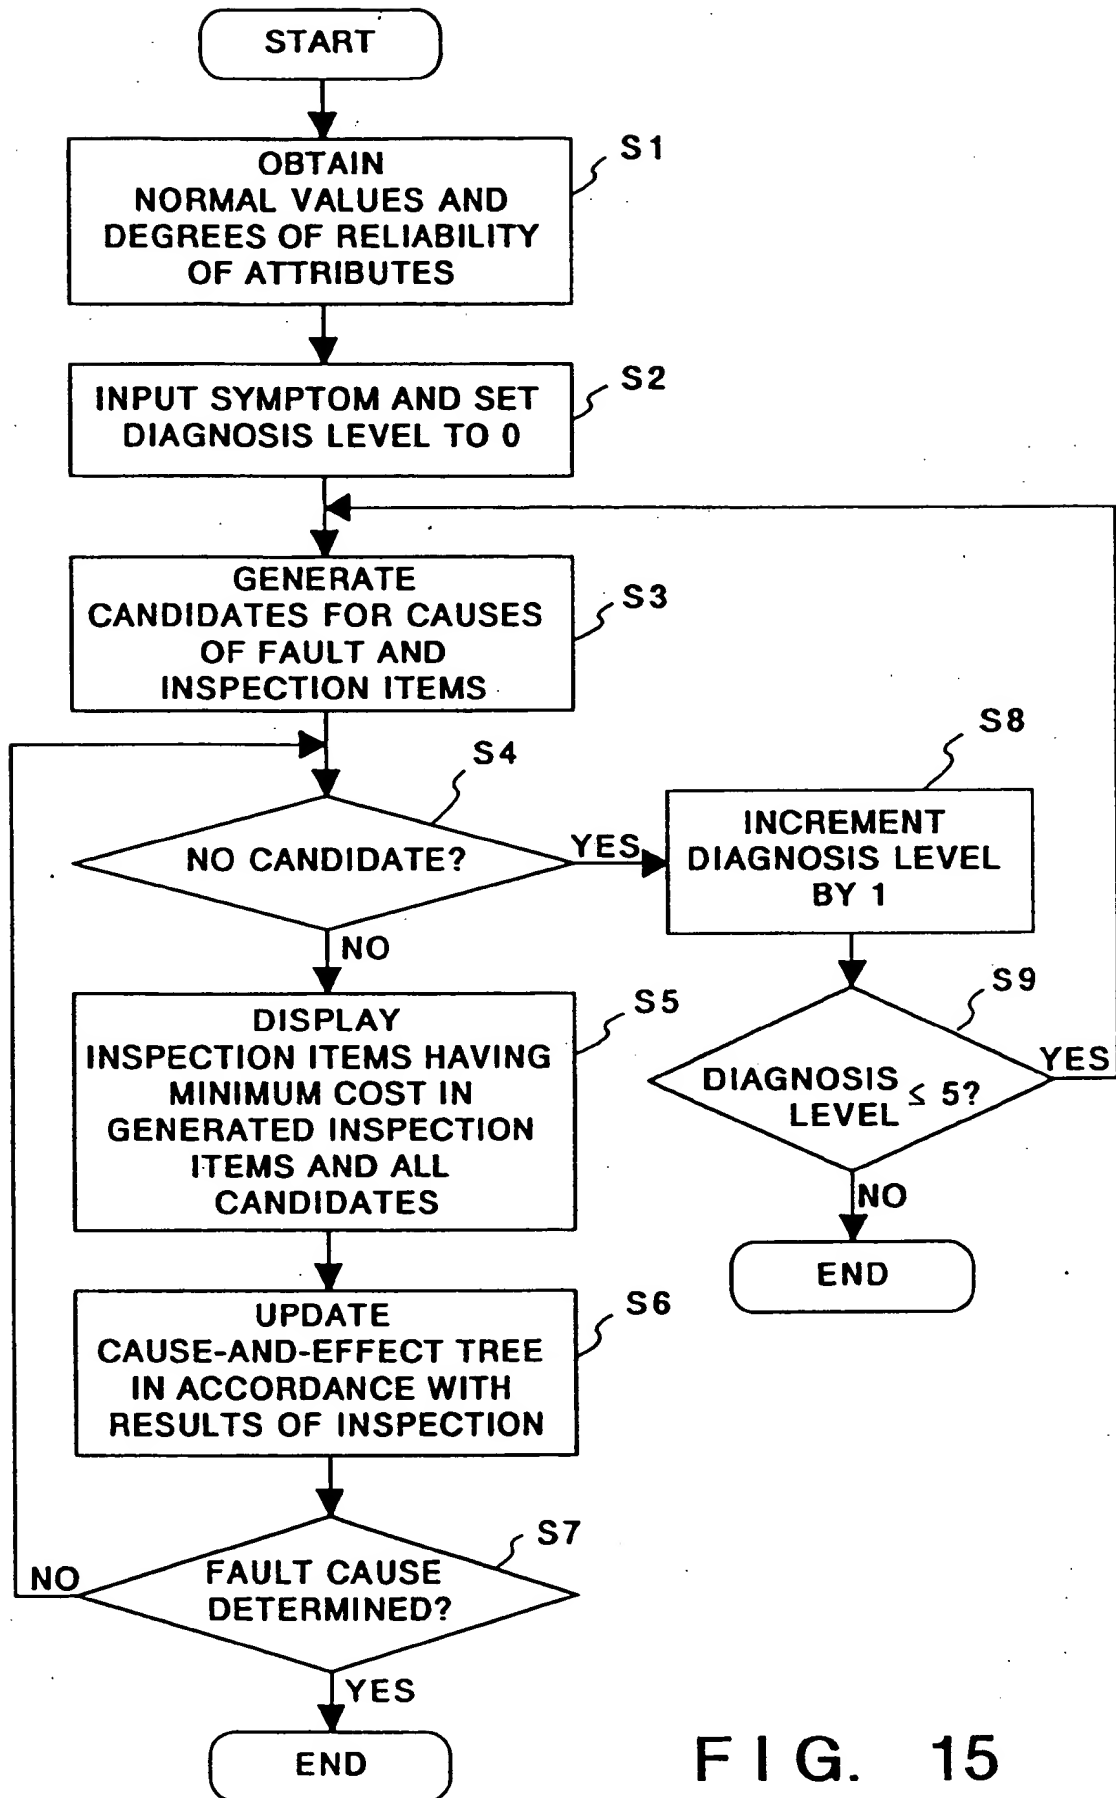 START
S1
OBTAIN
NORMAL VALUES AND
DEGREES OF RELIABILITY
OF ATTRIBUTES
S2
INPUT SYMPTOM AND SET
DIAGNOSIS LEVEL TO 0
S3
GENERATE
CANDIDATES FOR CAUSES
OF FAULT AND
INSPECTION ITEMS
S4
NO CANDIDATE?
YES
NO
S8
INCREMENT
DIAGNOSIS LEVEL
BY 1
S9
DIAGNOSIS
LEVEL ≤ 5?
YES
NO
END
S5
DISPLAY
INSPECTION ITEMS HAVING
MINIMUM COST IN
GENERATED INSPECTION
ITEMS AND ALL
CANDIDATES
S6
UPDATE
CAUSE-AND-EFFECT TREE
IN ACCORDANCE WITH
RESULTS OF INSPECTION
S7
FAULT CAUSE
DETERMINED?
NO
YES
END
FIG. 15